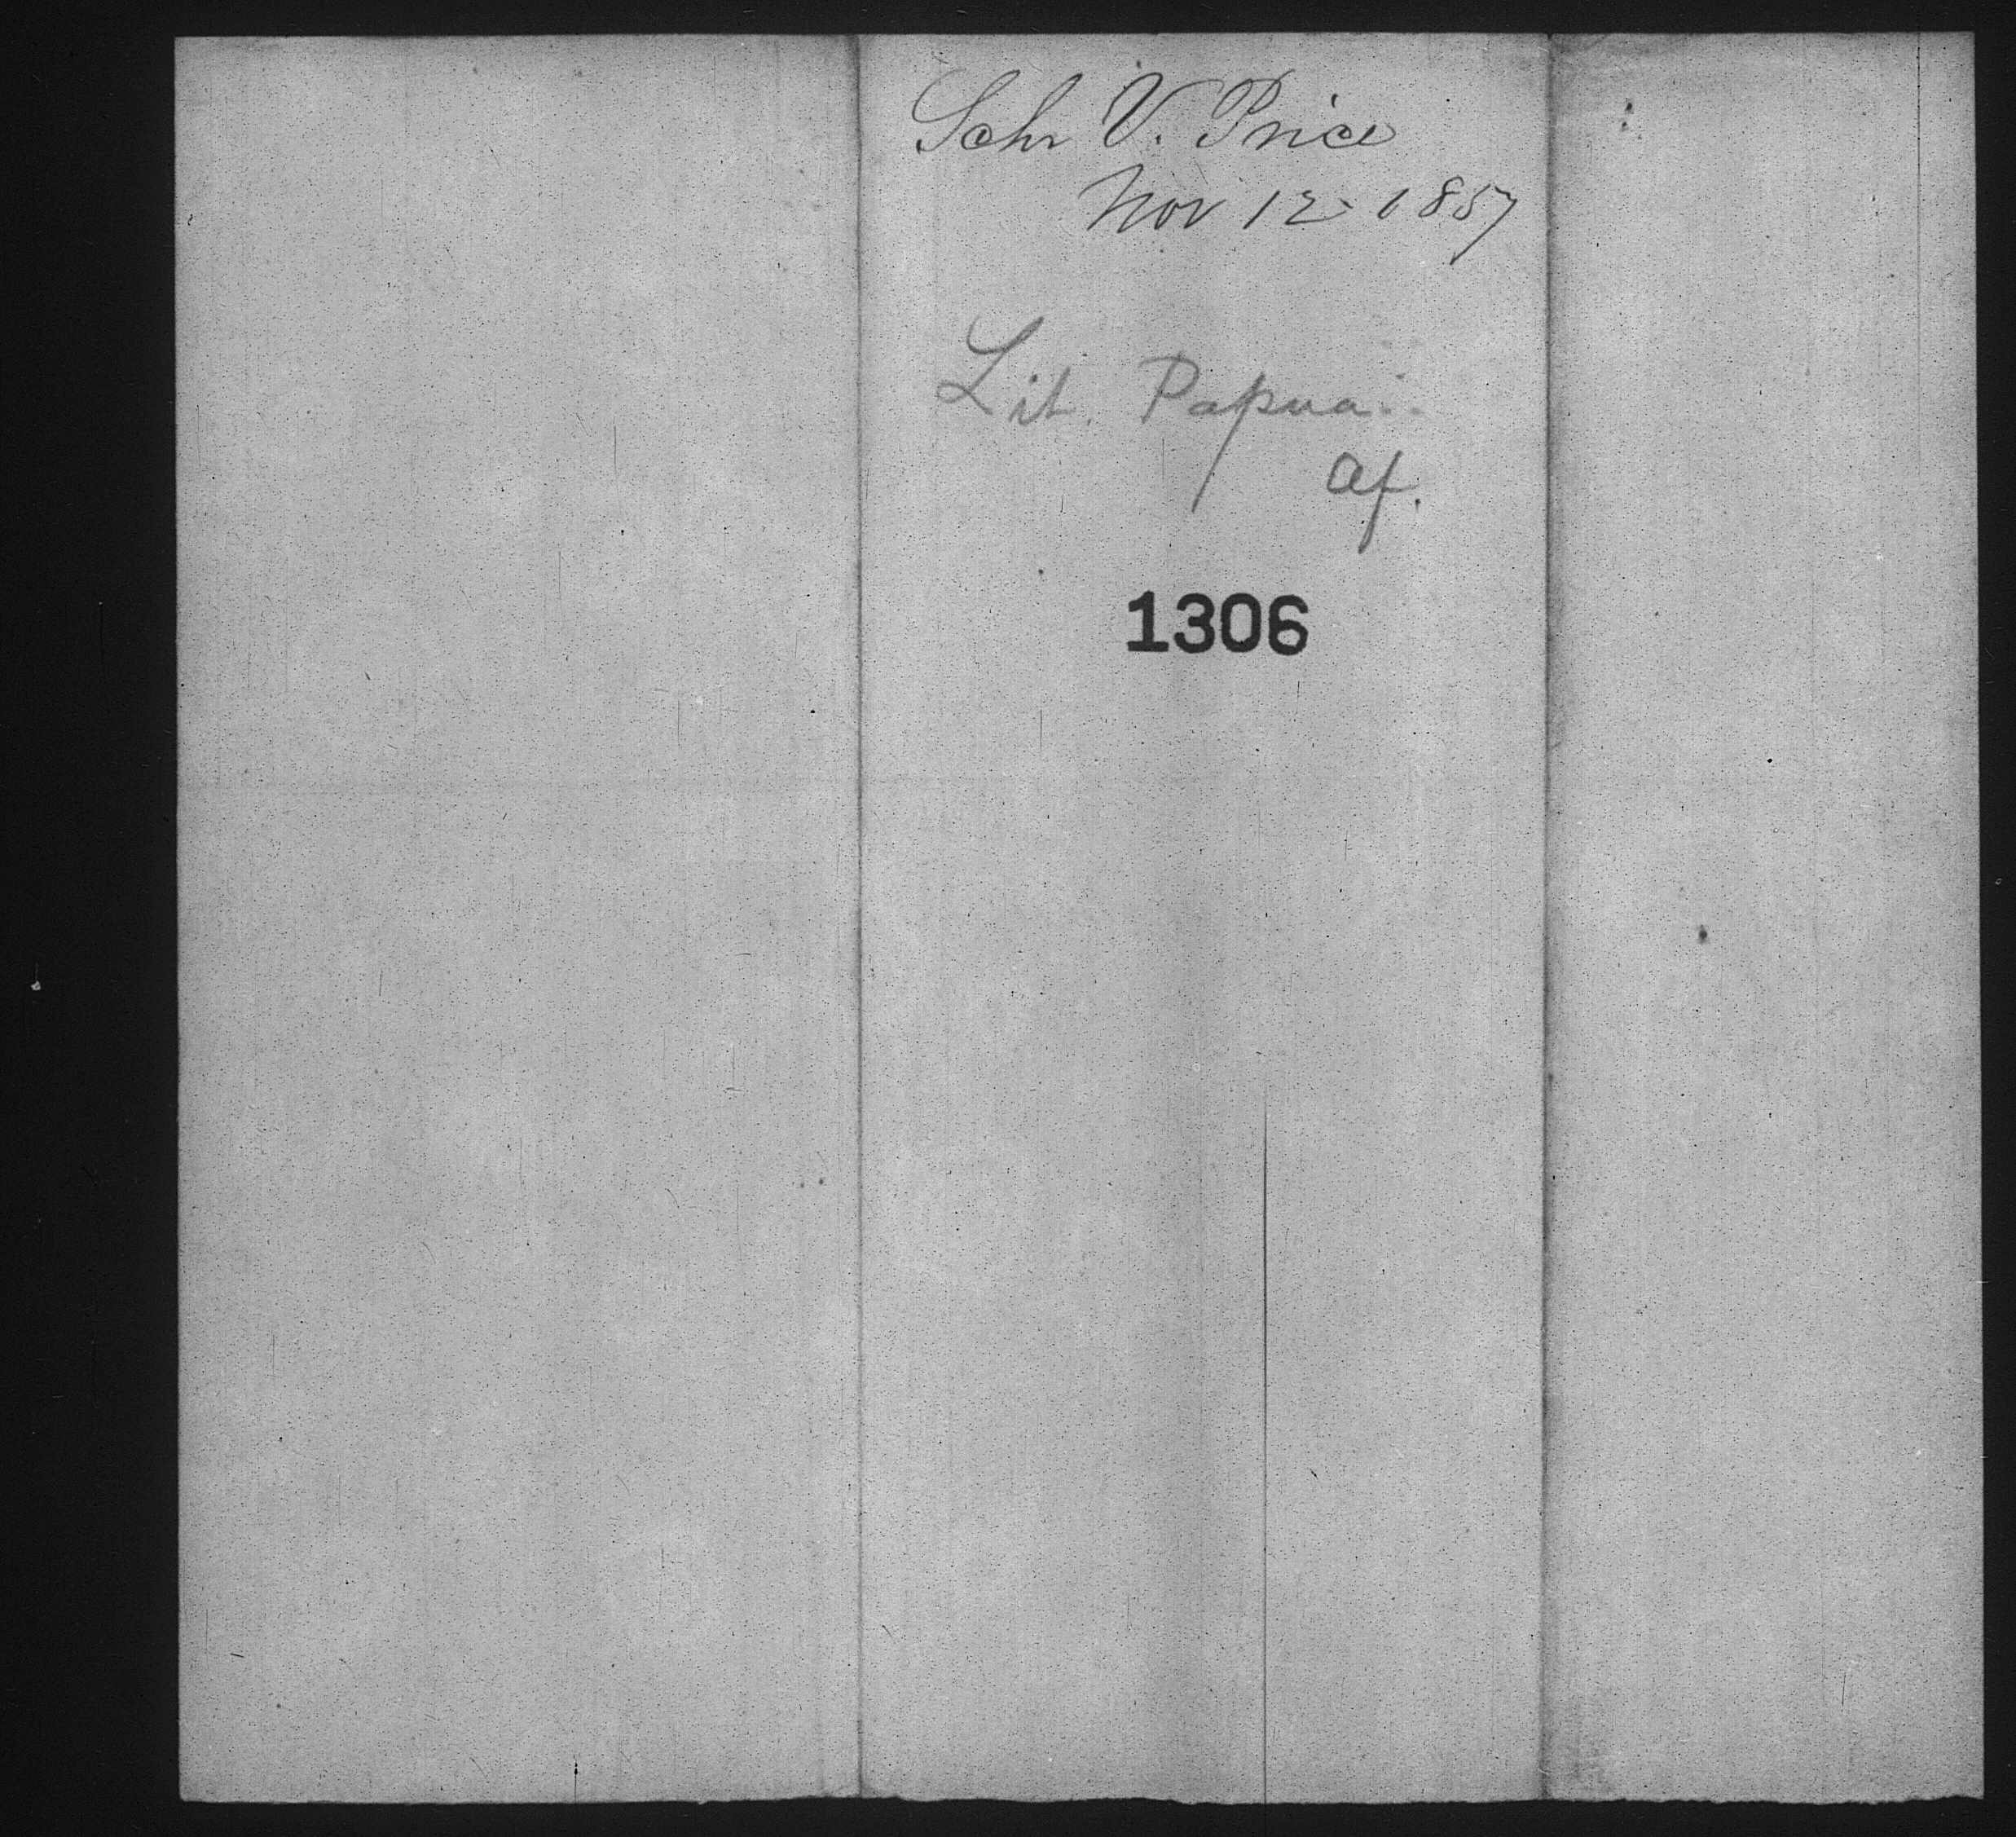 Schr V. Price
Nov 12 1857
Lit. Papua
Af.
1306